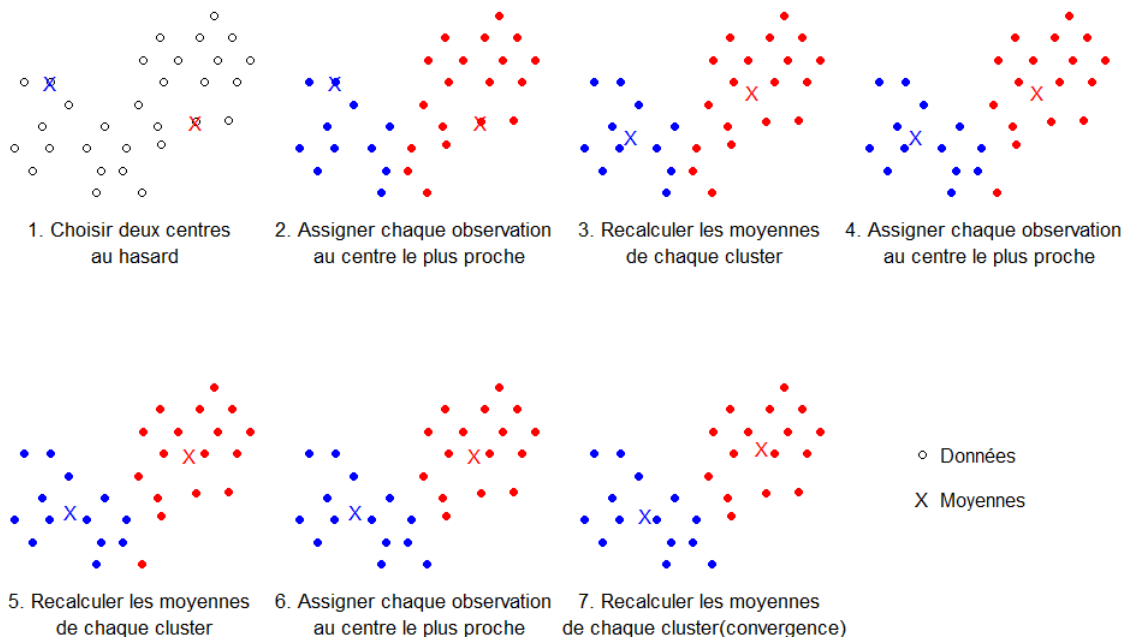 1. Choisir deux centres
au hasard
2. Assigner chaque observation
au centre le plus proche
3. Recalculer les moyennes
de chaque cluster
4. Assigner chaque observation
au centre le plus proche
5. Recalculer les moyennes
de chaque cluster
6. Assigner chaque observation
au centre le plus proche
7. Recalculer les moyennes
de chaque cluster(convergence)
Données
X Moyennes